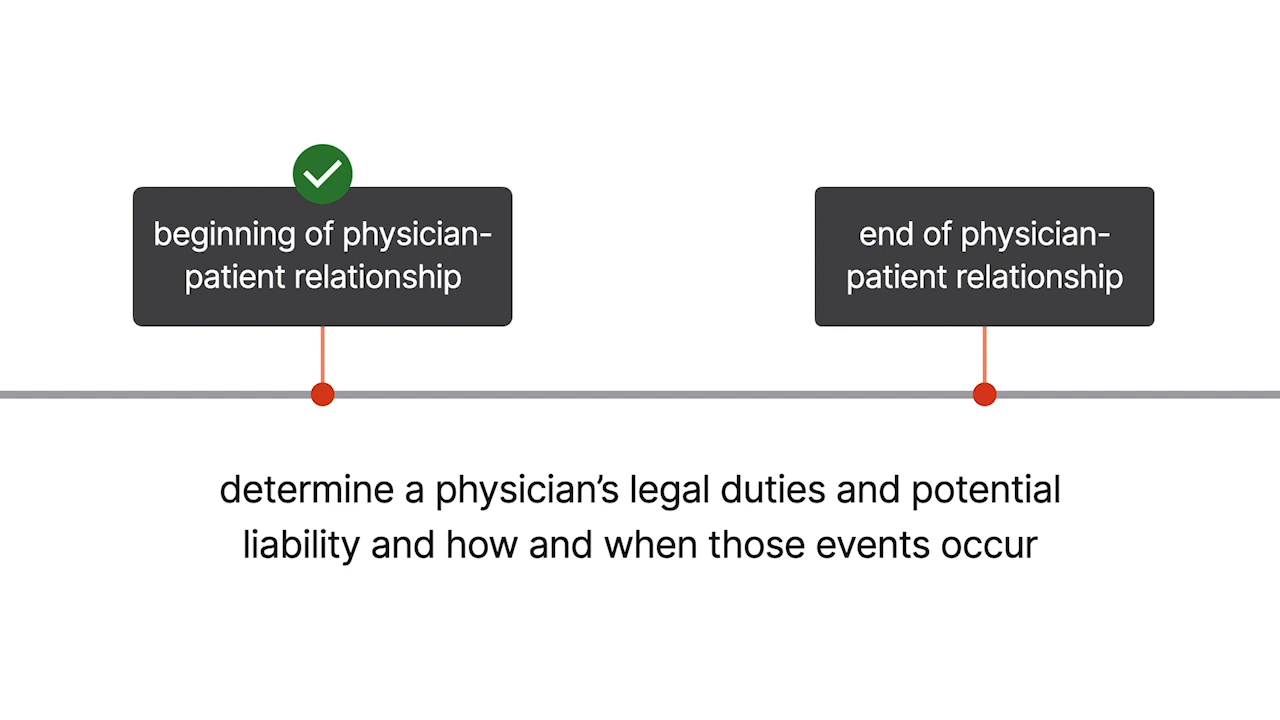 beginning of physician-
patient relationship
end of physician-
patient relationship
determine a physician’s legal duties and potential
liability and how and when those events occur